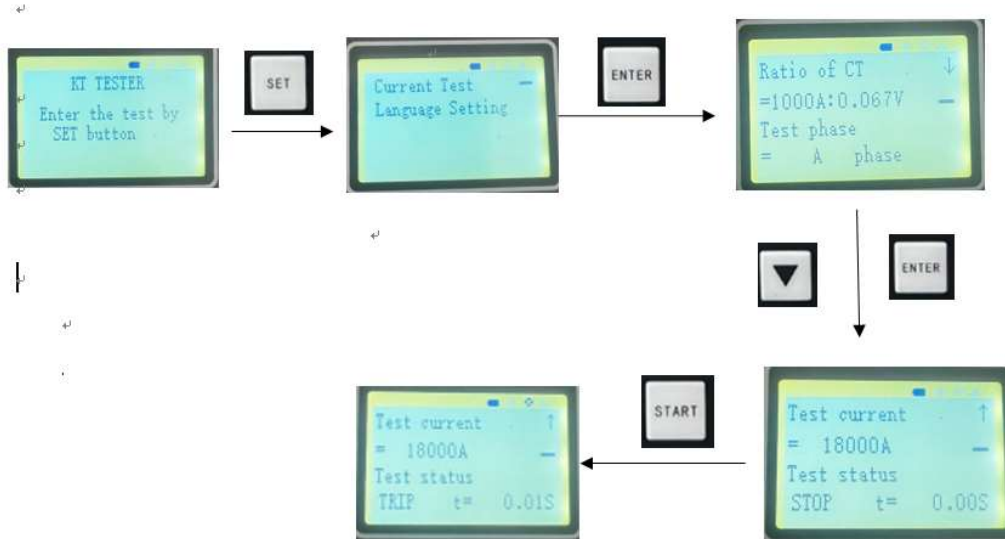 KT TESTER
Enter the test by
SET button
SET
Current Test
Language Setting
ENTER
Ratio of CT ↓
=1000A:0.067V
Test phase
= A phase
▼
ENTER
Test current ↑
= 18000A
Test status
STOP t= 0.00S
START
Test current ↑
= 18000A
Test status
TRIP t= 0.01S